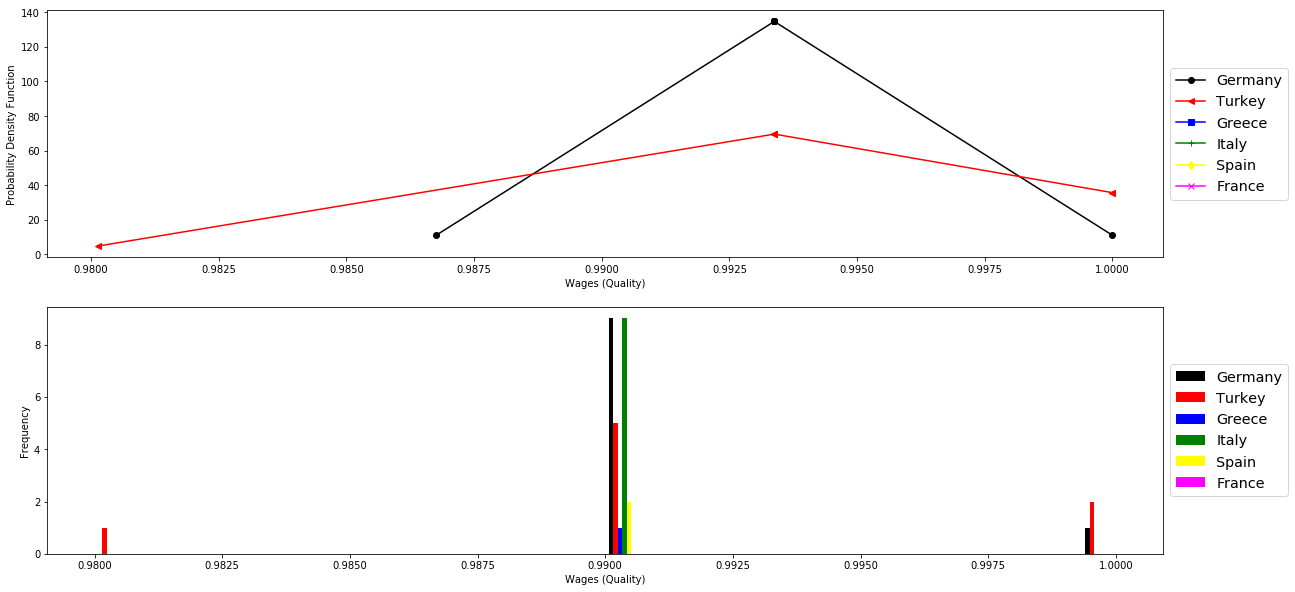 140
120
100
80
60
40
20
0
Probability Density Function
0.9800 0.9825 0.9850 0.9875 0.9900 0.9925 0.9950 0.9975 1.0000
Wages (Quality)
Germany
Turkey
Greece
Italy
Spain
France
8
6
4
2
0
Frequency
0.9800 0.9825 0.9850 0.9875 0.9900 0.9925 0.9950 0.9975 1.0000
Wages (Quality)
Germany
Turkey
Greece
Italy
Spain
France